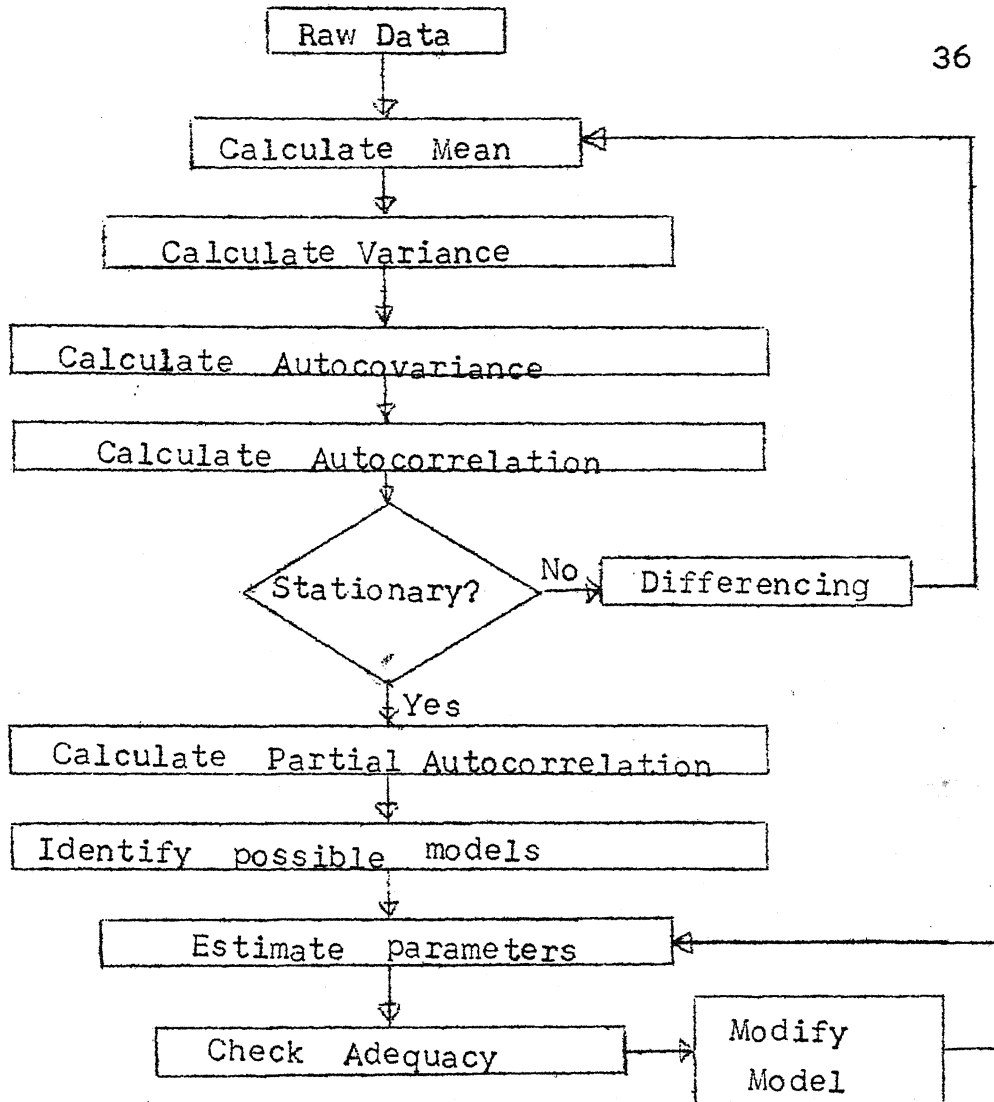 36
Raw Data
Calculate Mean
Calculate Variance
Calculate Autocovariance
Calculate Autocorrelation
Stationary?
No
Differencing
Yes
Calculate Partial Autocorrelation
Identify possible models
Estimate parameters
Check Adequacy
Modify
Model